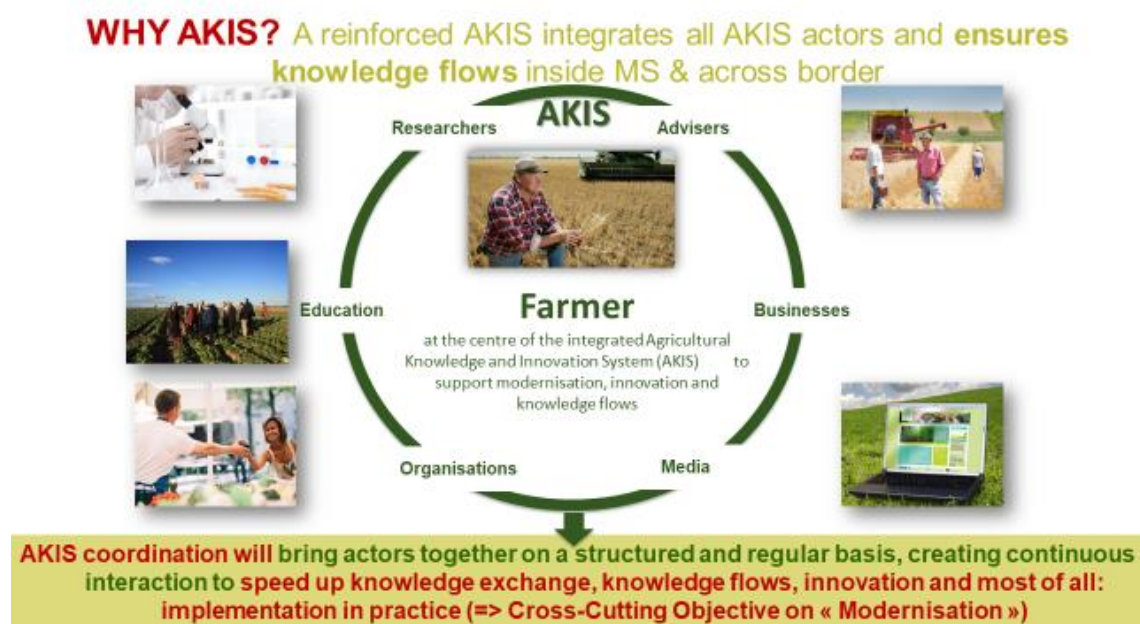 WHY AKIS? A reinforced AKIS integrates all AKIS actors and ensures
knowledge flows inside MS & across border
AKIS
Researchers
Advisers
Education
Farmer
Businesses
at the centre of the integrated Agricultural
Knowledge and Innovation System (AKIS) to
support modernisation, innovation and
knowledge flows
Organisations
Media
AKIS coordination will bring actors together on a structured and regular basis, creating continuous
interaction to speed up knowledge exchange, knowledge flows, innovation and most of all:
implementation in practice (=> Cross-Cutting Objective on « Modernisation »)